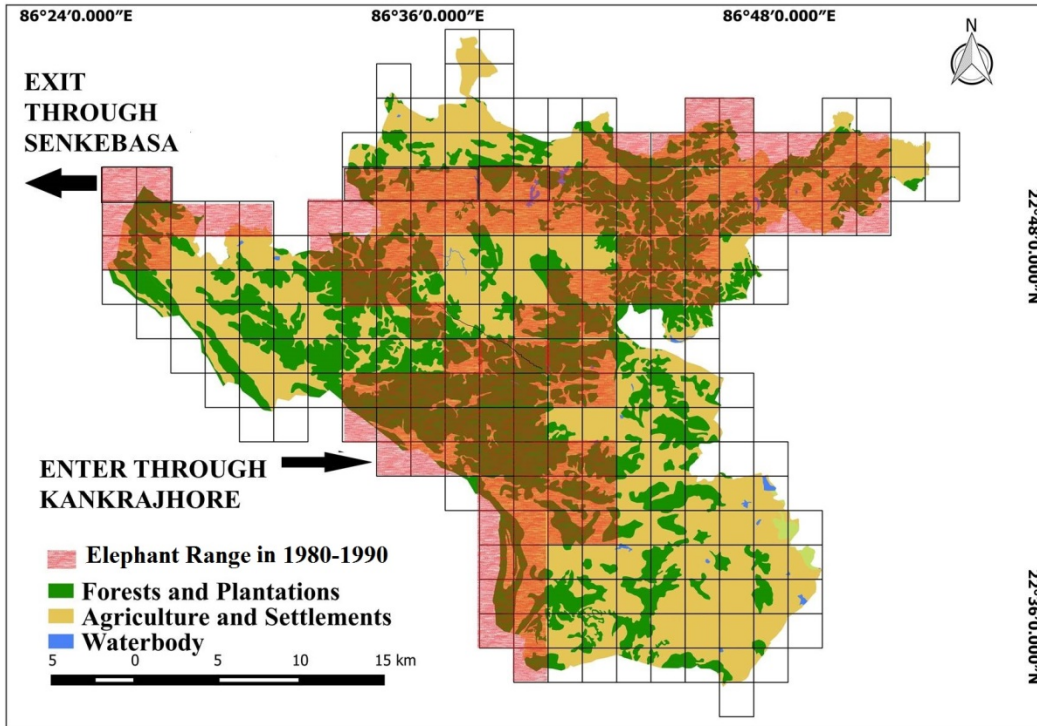 86°24′0.000″E
86°36′0.000″E
86°48′0.000″E
N
EXIT
THROUGH
SENKEBASA
22°48′0.000″N
ENTER THROUGH
KANKRAJHORE
Elephant Range in 1980-1990
Forests and Plantations
Agriculture and Settlements
Waterbody
22°36′0.000″N
5 0 5 10 15 km